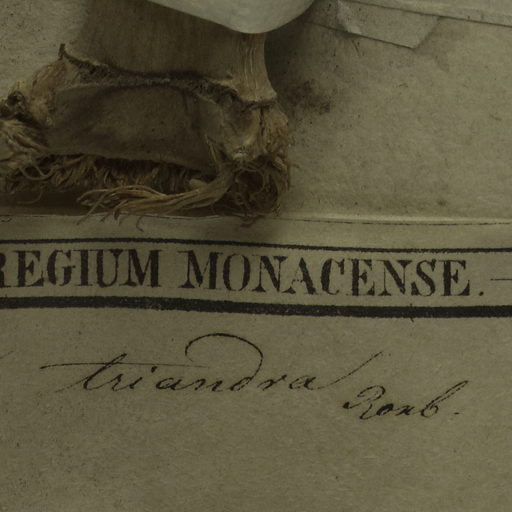 REGIUM MONACENSE.
triandra
Roxb.